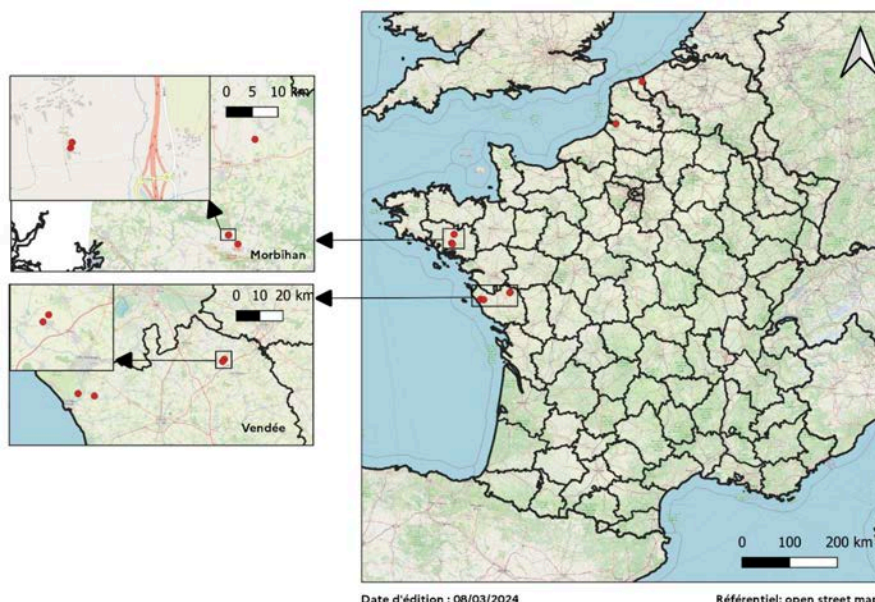 0 5 10 km
Morbihan
0 10 20 km
Vendée
0 100 200 km
Date d'édition : 08/03/2024
Référentiel: open street map